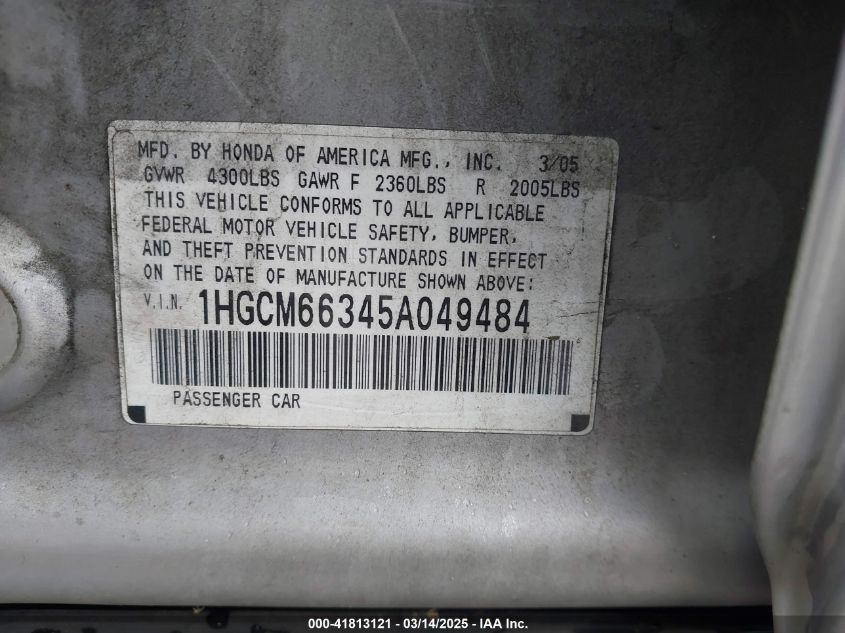 MFD. BY HONDA OF AMERICA MFG., INC. 3/05
GVWR 4300LBS GAWR F 2360LBS R 2005LBS
THIS VEHICLE CONFORMS TO ALL APPLICABLE
FEDERAL MOTOR VEHICLE SAFETY, BUMPER,
AND THEFT PREVENTION STANDARDS IN EFFECT
ON THE DATE OF MANUFACTURE SHOWN ABOVE:
V.I.N. 1HGCM66345A049484
PASSENGER CAR
000-41813121 - 03/14/2025 - IAA Inc.